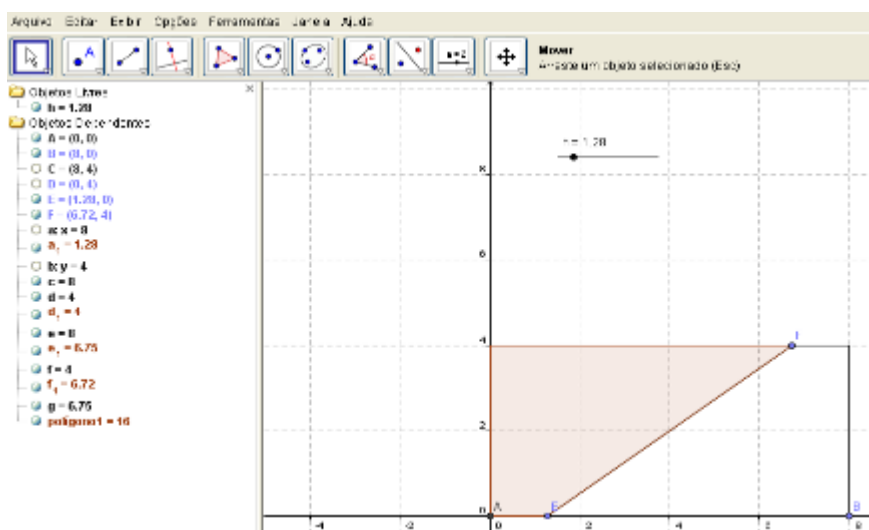 Arquivo Editar Exibir Opções Ferramentas Janela Ajuda
Mover
Arraste um objeto selecionado (Esc)
Objetos Livres
h = 1.28
Objetos Dependentes
A = (0, 0)
B = (8, 0)
C = (8, 4)
D = (0, 4)
E = (1.28, 0)
F = (6.72, 4)
a: x = 8
a₁ = 1.28
b: y = 4
c = 8
d = 4
d₁ = 4
e = 8
e₁ = 6.75
f = 4
f₁ = 6.72
g = 6.75
polígono1 = 16
= 1.28
8
6
4
2
0
A
E
B
-4
-2
0
2
4
6
8